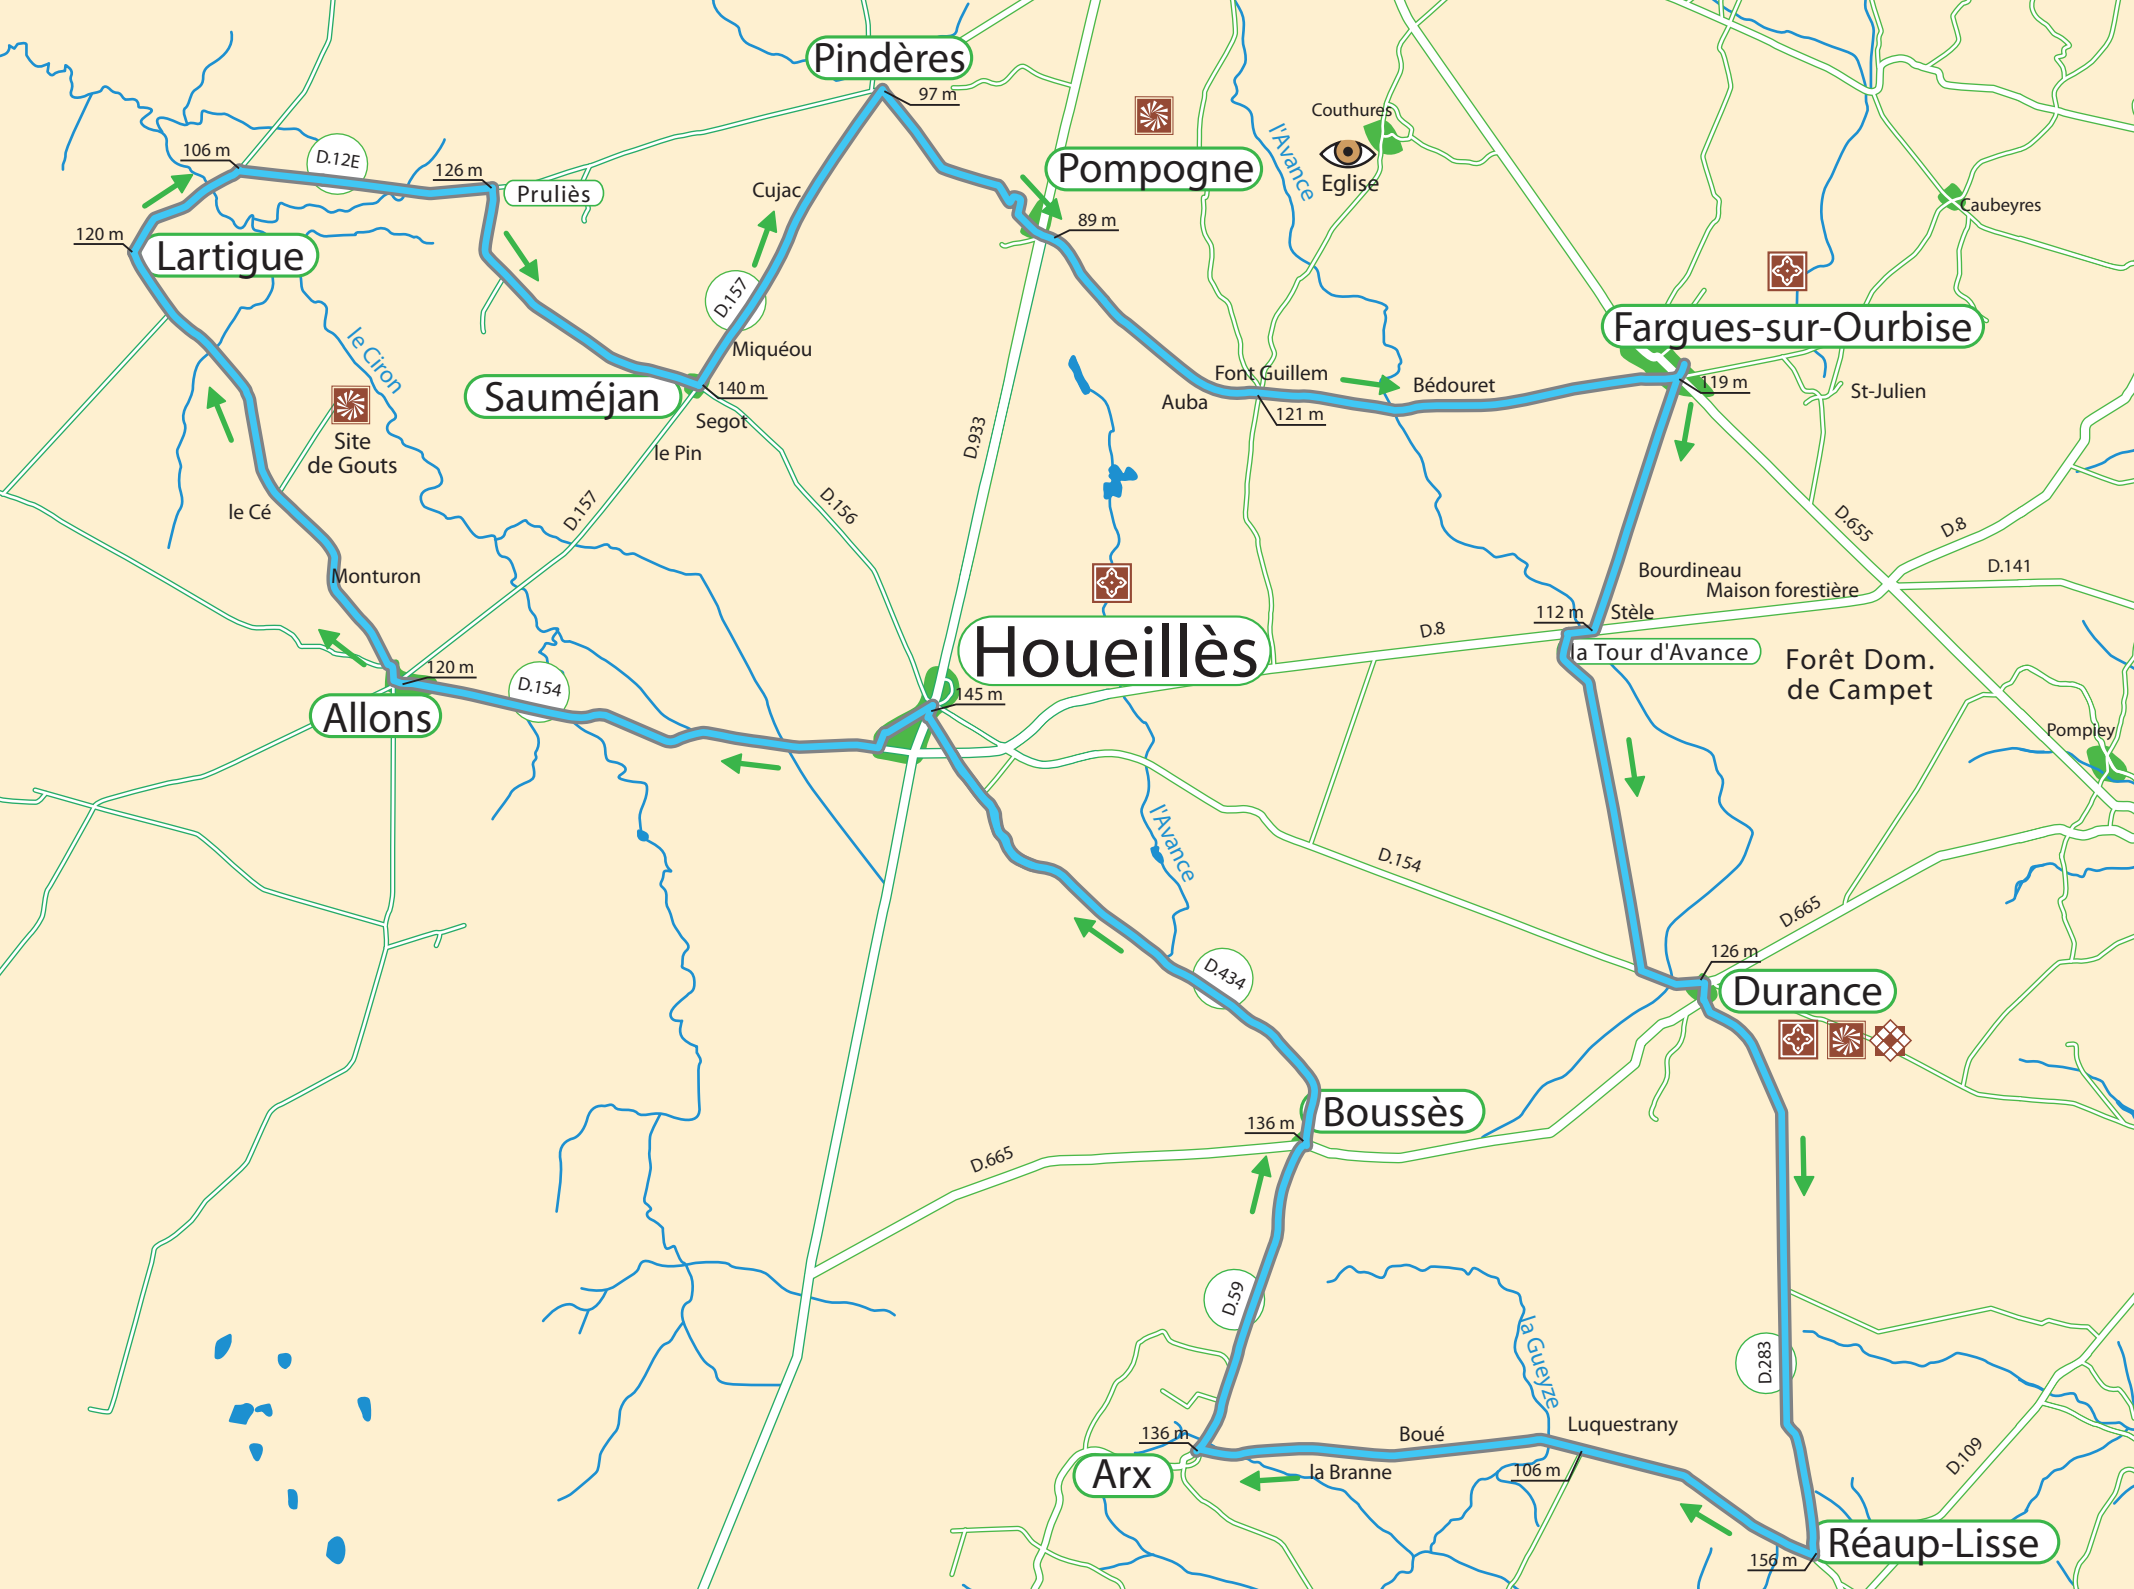 Pindères
97 m
Couthures
l'Avance
Eglise
Pompogne
D.12E
106 m
126 m
Pruliès
Cujac
Caubeyres
120 m
Lartigue
89 m
D.157
Miquéou
le Ciron
Fargues-sur-Ourbise
119 m
St-Julien
Font Guillem
Bédouret
Auba
121 m
Sauméjan
140 m
Segot
le Pin
Site
de Gouts
D.933
le Cé
D.157
D.156
D.655
D.8
D.141
Monturon
Bourdineau
Maison forestière
112 m
Stèle
D.8
la Tour d'Avance
Forêt Dom.
de Campet
Houeillès
145 m
120 m
D.154
Allons
Pompiey
l'Avance
D.154
D.665
126 m
Durance
D.434
Boussès
136 m
D.665
D.59
la Gueyze
D.283
Luquestrany
Boué
136 m
la Branne
106 m
Arx
D.109
Réaup-Lisse
156 m